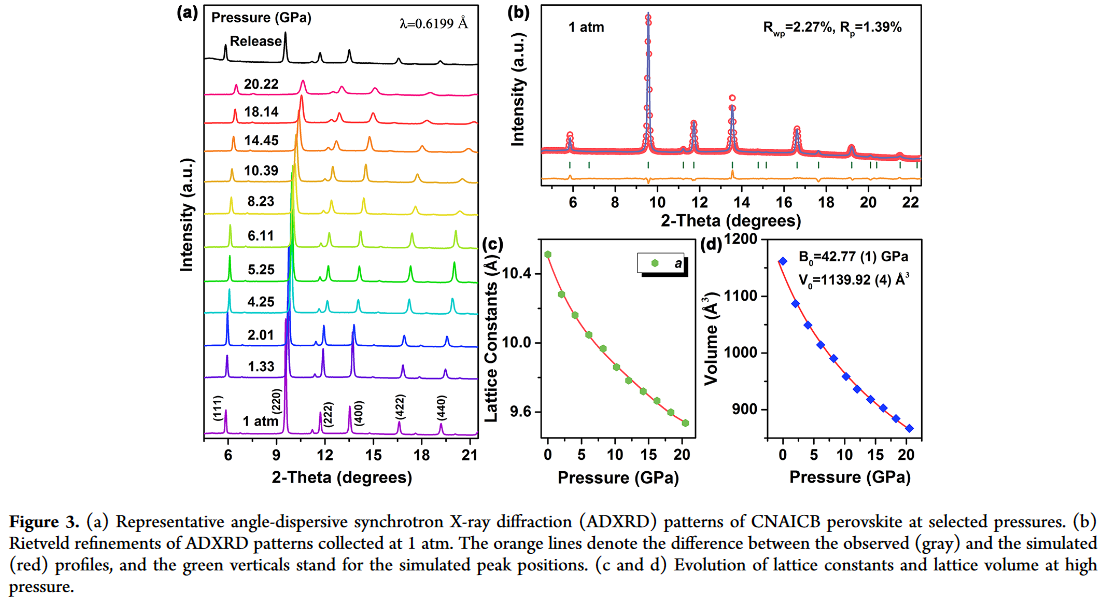 (a)
Pressure (GPa)
λ=0.6199 Å
Release
20.22
18.14
14.45
10.39
8.23
6.11
5.25
4.25
2.01
1.33
1 atm
(111)
(220)
(222)
(400)
(422)
(440)
Intensity (a.u.)
6 9 12 15 18 21
2-Theta (degrees)
(b)
1 atm
Rwp=2.27%, Rp=1.39%
Intensity (a.u.)
6 8 10 12 14 16 18 20 22
2-Theta (degrees)
(c)
a
Lattice Constants (Å)
10.4
10.0
9.6
0 5 10 15 20
Pressure (GPa)
(d)
B0=42.77 (1) GPa
V0=1139.92 (4) Å3
Volume (Å3)
1200
1100
1000
900
0 5 10 15 20
Pressure (GPa)
Figure 3. (a) Representative angle-dispersive synchrotron X-ray diffraction (ADXRD) patterns of CNAICB perovskite at selected pressures. (b)
Rietveld refinements of ADXRD patterns collected at 1 atm. The orange lines denote the difference between the observed (gray) and the simulated
(red) profiles, and the green verticals stand for the simulated peak positions. (c and d) Evolution of lattice constants and lattice volume at high
pressure.